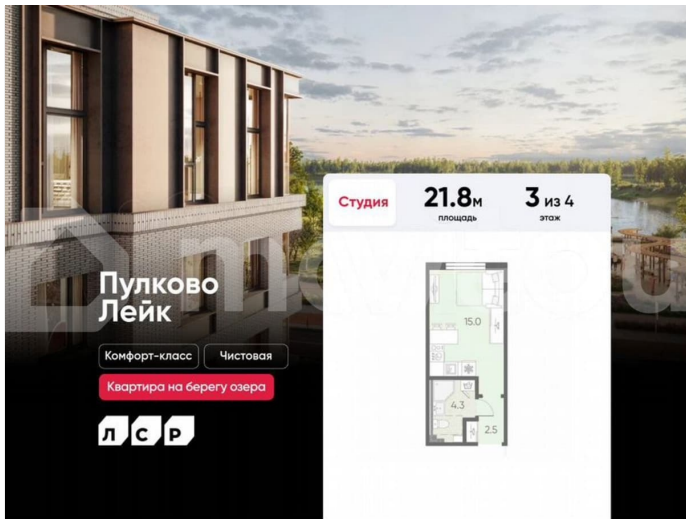 Студия
21.8м
площадь
3 из 4
этаж
Пулково
Лейк
Комфорт-класс
Чистовая
Квартира на берегу озера
ЛСР
15.0
4.3
2.5